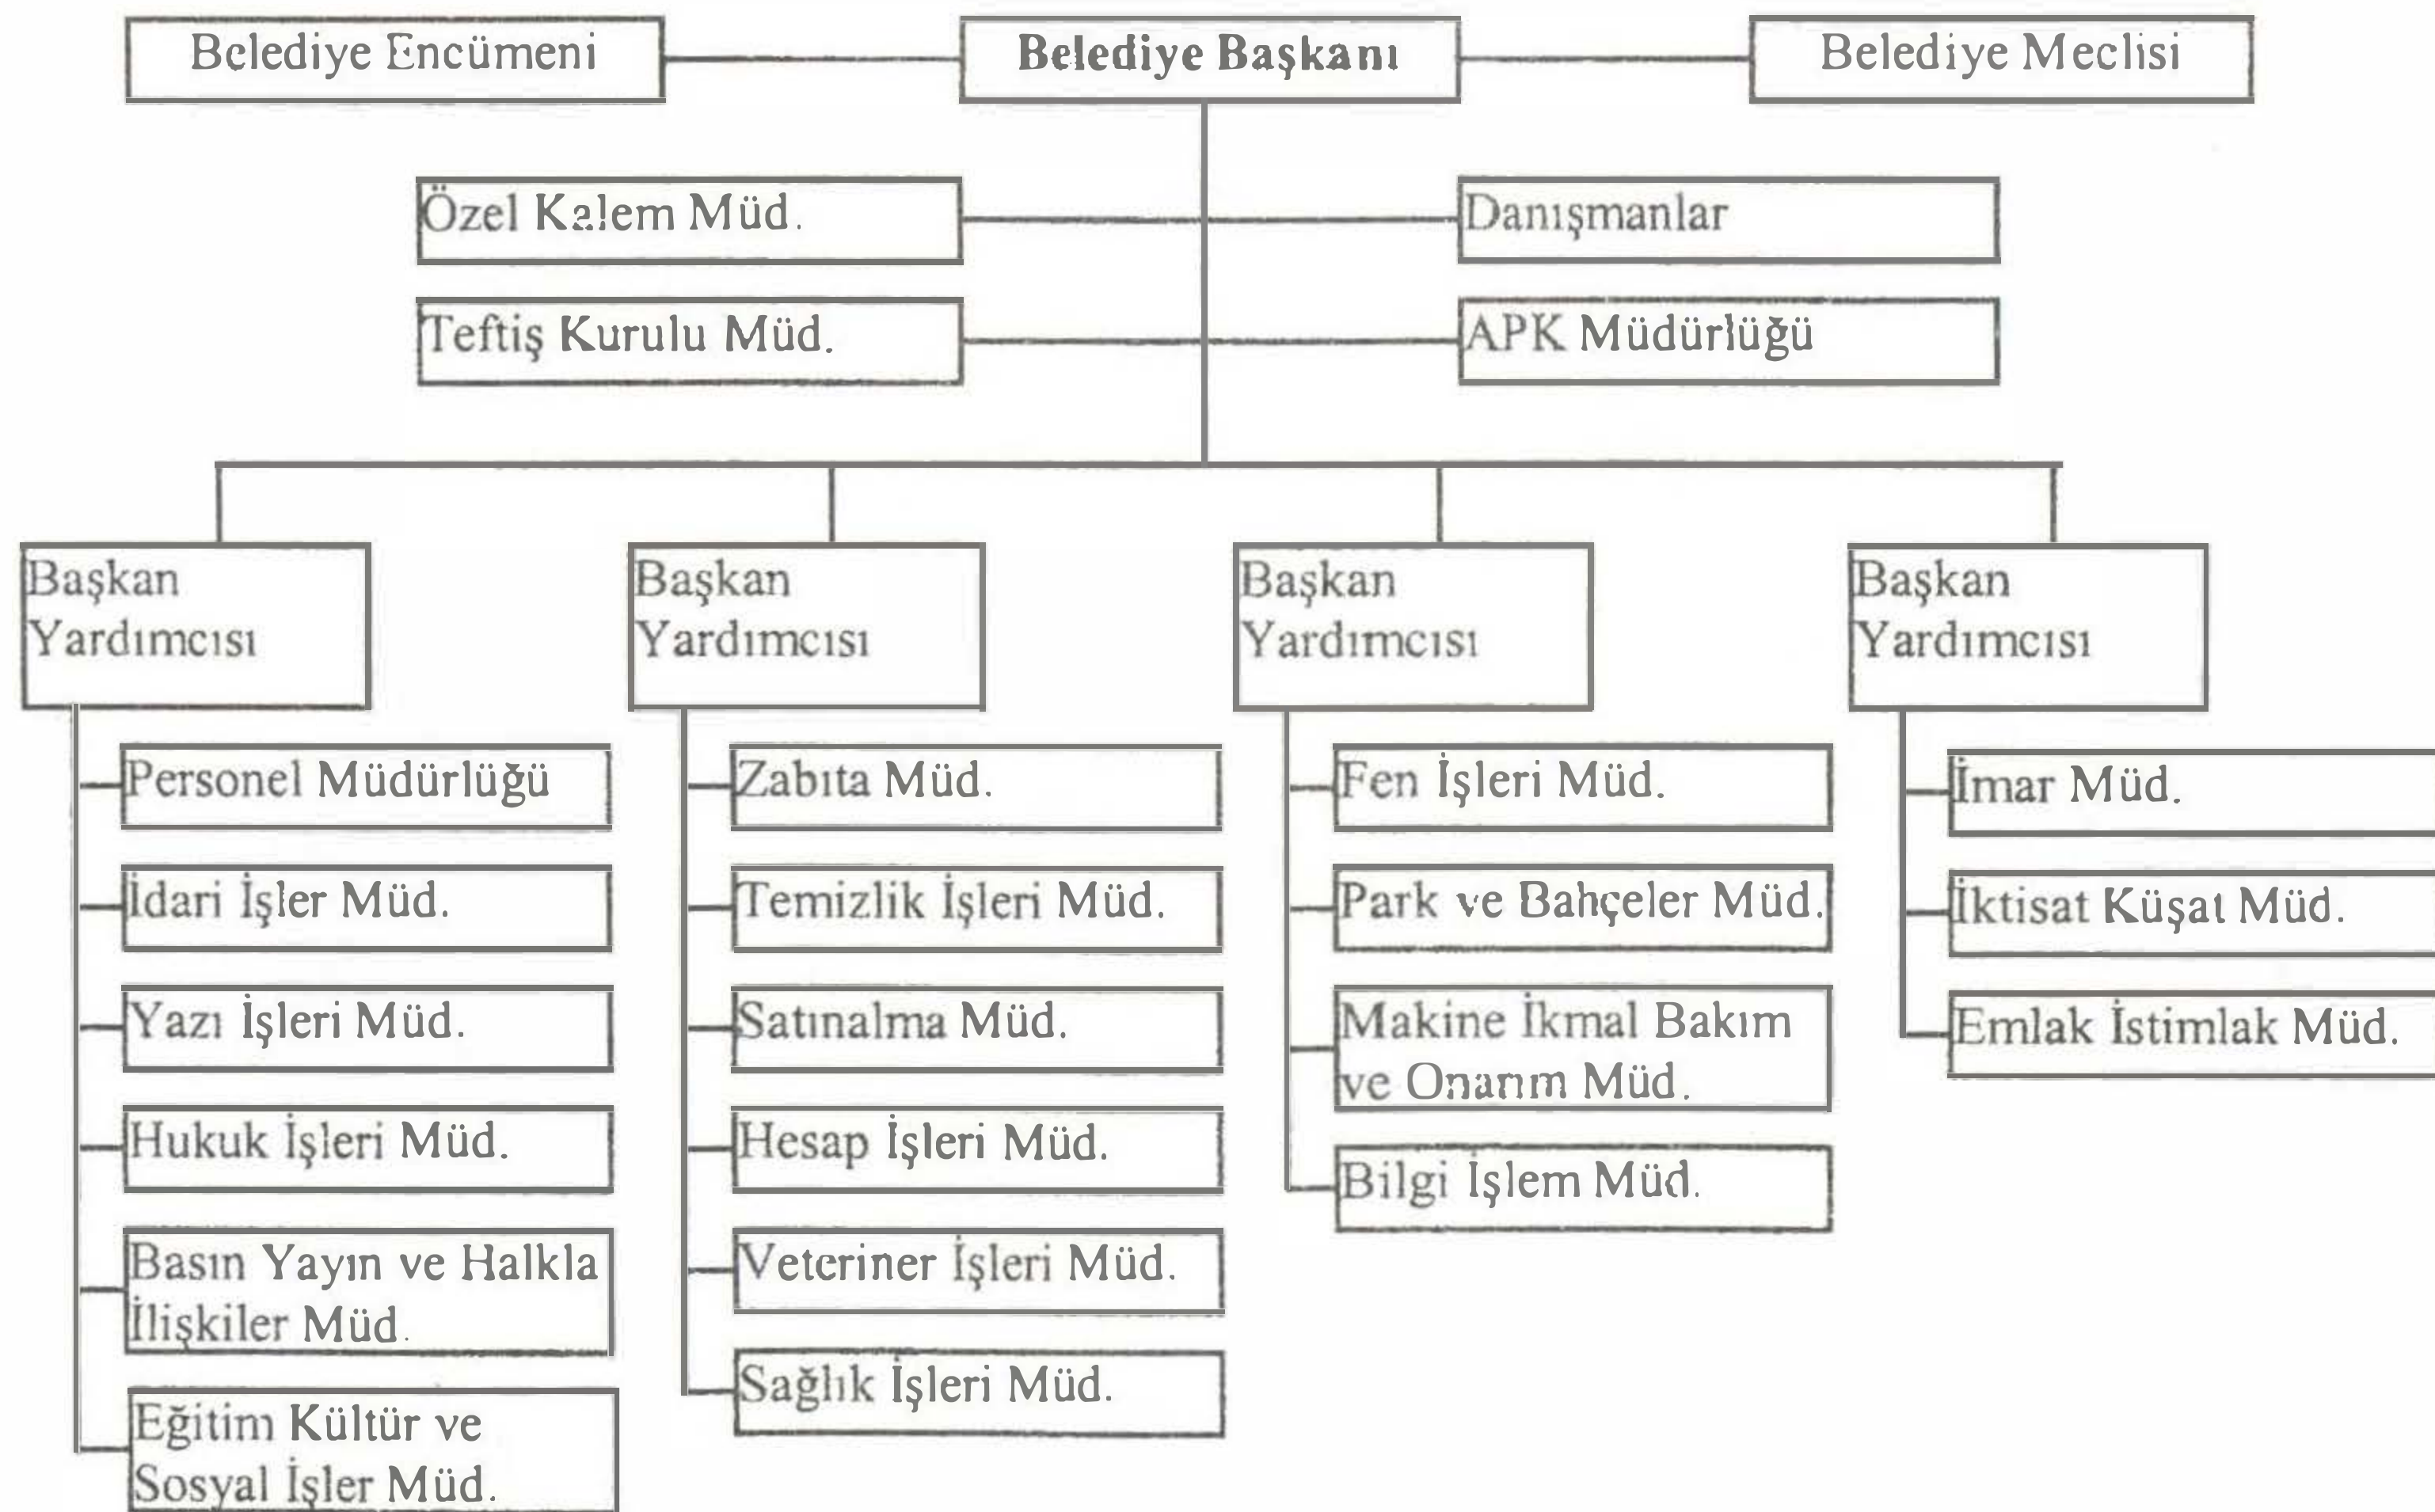 Belediye Encümeni
Belediye Başkanı
Belediye Meclisi
Özel Kalem Müd.
Danışmanlar
Teftiş Kurulu Müd.
APK Müdürlüğü
Başkan
Yardımcısı
Personel Müdürlüğü
İdari İşler Müd.
Yazı İşleri Müd.
Hukuk İşleri Müd.
Basın Yayın ve Halkla
İlişkiler Müd.
Eğitim Kültür ve
Sosyal İşler Müd.
Başkan
Yardımcısı
Zabıta Müd.
Temizlik İşleri Müd.
Satınalma Müd.
Hesap İşleri Müd.
Veteriner İşleri Müd.
Sağlık İşleri Müd.
Başkan
Yardımcısı
Fen İşleri Müd.
Park ve Bahçeler Müd.
Makine İkmal Bakım
ve Onarım Müd.
Bilgi İşlem Müd.
Başkan
Yardımcısı
İmar Müd.
İktisat Küşat Müd.
Emlak İstimlak Müd.